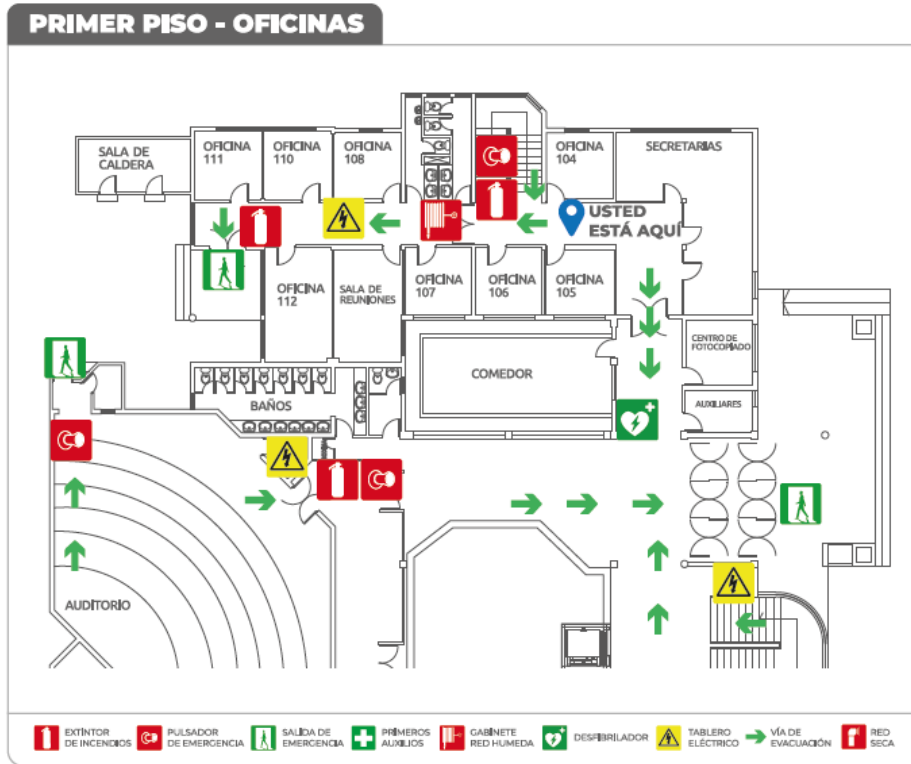 PRIMER PISO - OFICINAS
SALA DE
CALDERA
OFICINA
111
OFICINA
110
OFICINA
108
OFICINA
104
SECRETARIAS
USTED
ESTÁ AQUÍ
OFICINA
112
SALA DE
REUNIONES
OFICINA
107
OFICINA
106
OFICINA
105
CENTRO DE
FOTOCOPIADO
COMEDOR
AUXILIARES
BAÑOS
AUDITORIO
EXTINTOR
DE INCENDIOS
PULSADOR
DE EMERGENCIA
SALIDA DE
EMERGENCIA
PRIMEROS
AUXILIOS
GABINETE
RED HUMEDA
DESFIBRILADOR
TABLERO
ELÉCTRICO
VÍA DE
EVACUACIÓN
RED
SECA